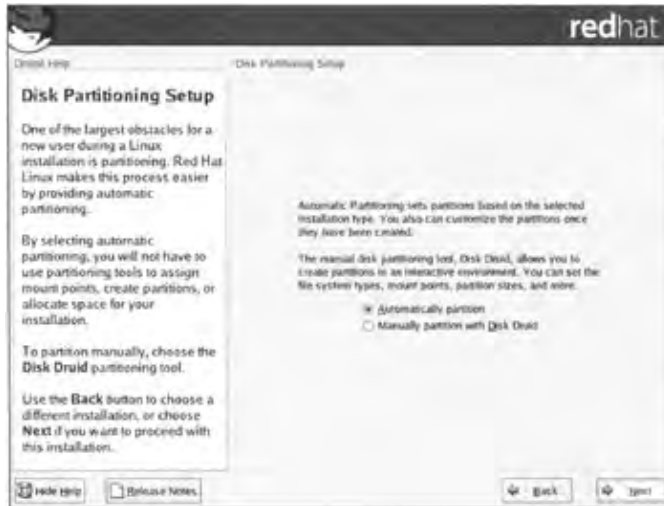 redhat
Online Help
Disk Partitioning Setup
Disk Partitioning Setup
One of the largest obstacles for a
new user during a Linux
installation is partitioning. Red Hat
Linux makes this process easier
by providing automatic
partitioning.
By selecting automatic
partitioning, you will not have to
use partitioning tools to assign
mount points, create partitions, or
allocate space for your
installation.
To partition manually, choose the
Disk Druid partitioning tool.
Use the Back button to choose a
different installation, or choose
Next if you want to proceed with
this installation.
Automatic Partitioning sets partitions based on the selected
installation type. You also can customize the partitions once
they have been created.
The manual disk partitioning tool, Disk Druid, allows you to
create partitions in an interactive environment. You can set the
file system types, mount points, partition sizes, and more.
Automatically partition
Manually partition with Disk Druid
Hide Help
Release Notes
Back
Next